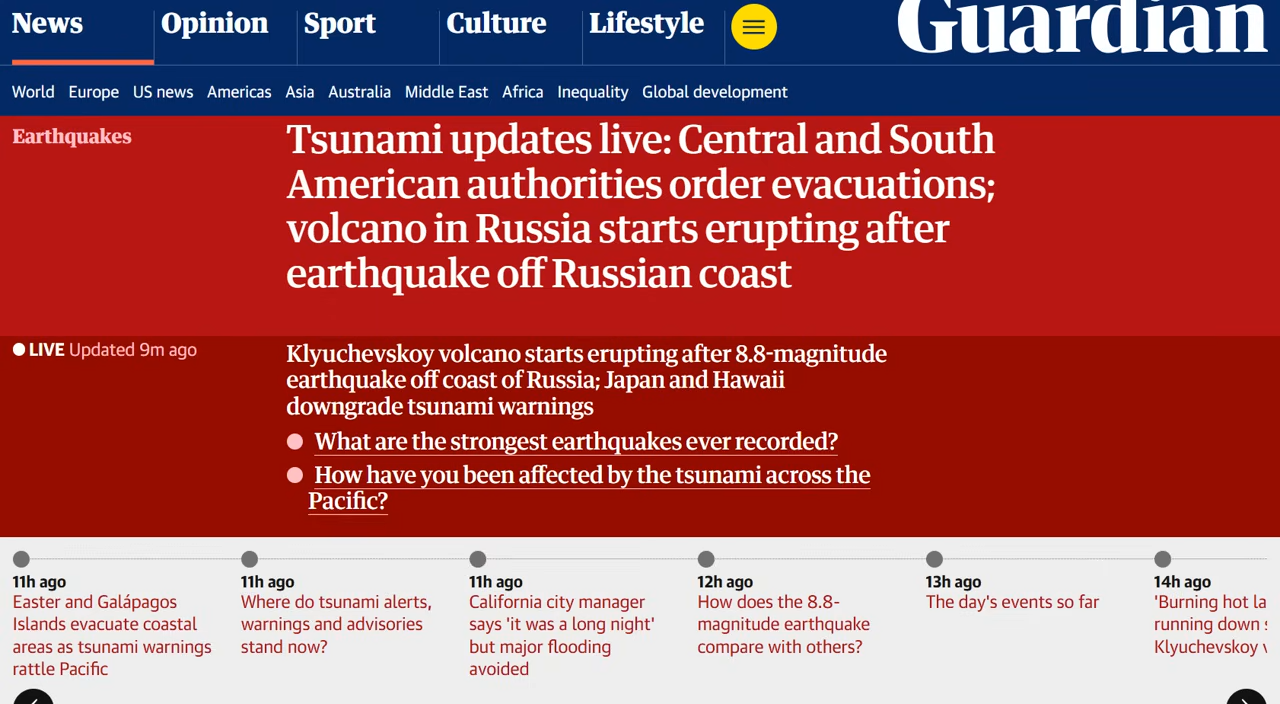 News
Opinion
Sport
Culture
Lifestyle
Guardian
World Europe US news Americas Asia Australia Middle East Africa Inequality Global development
Earthquakes
Tsunami updates live: Central and South
American authorities order evacuations;
volcano in Russia starts erupting after
earthquake off Russian coast
LIVE Updated 9m ago
Klyuchevskoy volcano starts erupting after 8.8-magnitude
earthquake off coast of Russia; Japan and Hawaii
downgrade tsunami warnings
What are the strongest earthquakes ever recorded?
How have you been affected by the tsunami across the
Pacific?
11h ago
Easter and Galápagos
Islands evacuate coastal
areas as tsunami warnings
rattle Pacific
11h ago
Where do tsunami alerts,
warnings and advisories
stand now?
11h ago
California city manager
says 'it was a long night'
but major flooding
avoided
12h ago
How does the 8.8-
magnitude earthquake
compare with others?
13h ago
The day's events so far
14h ago
'Burning hot la
running down
Klyuchevskoy